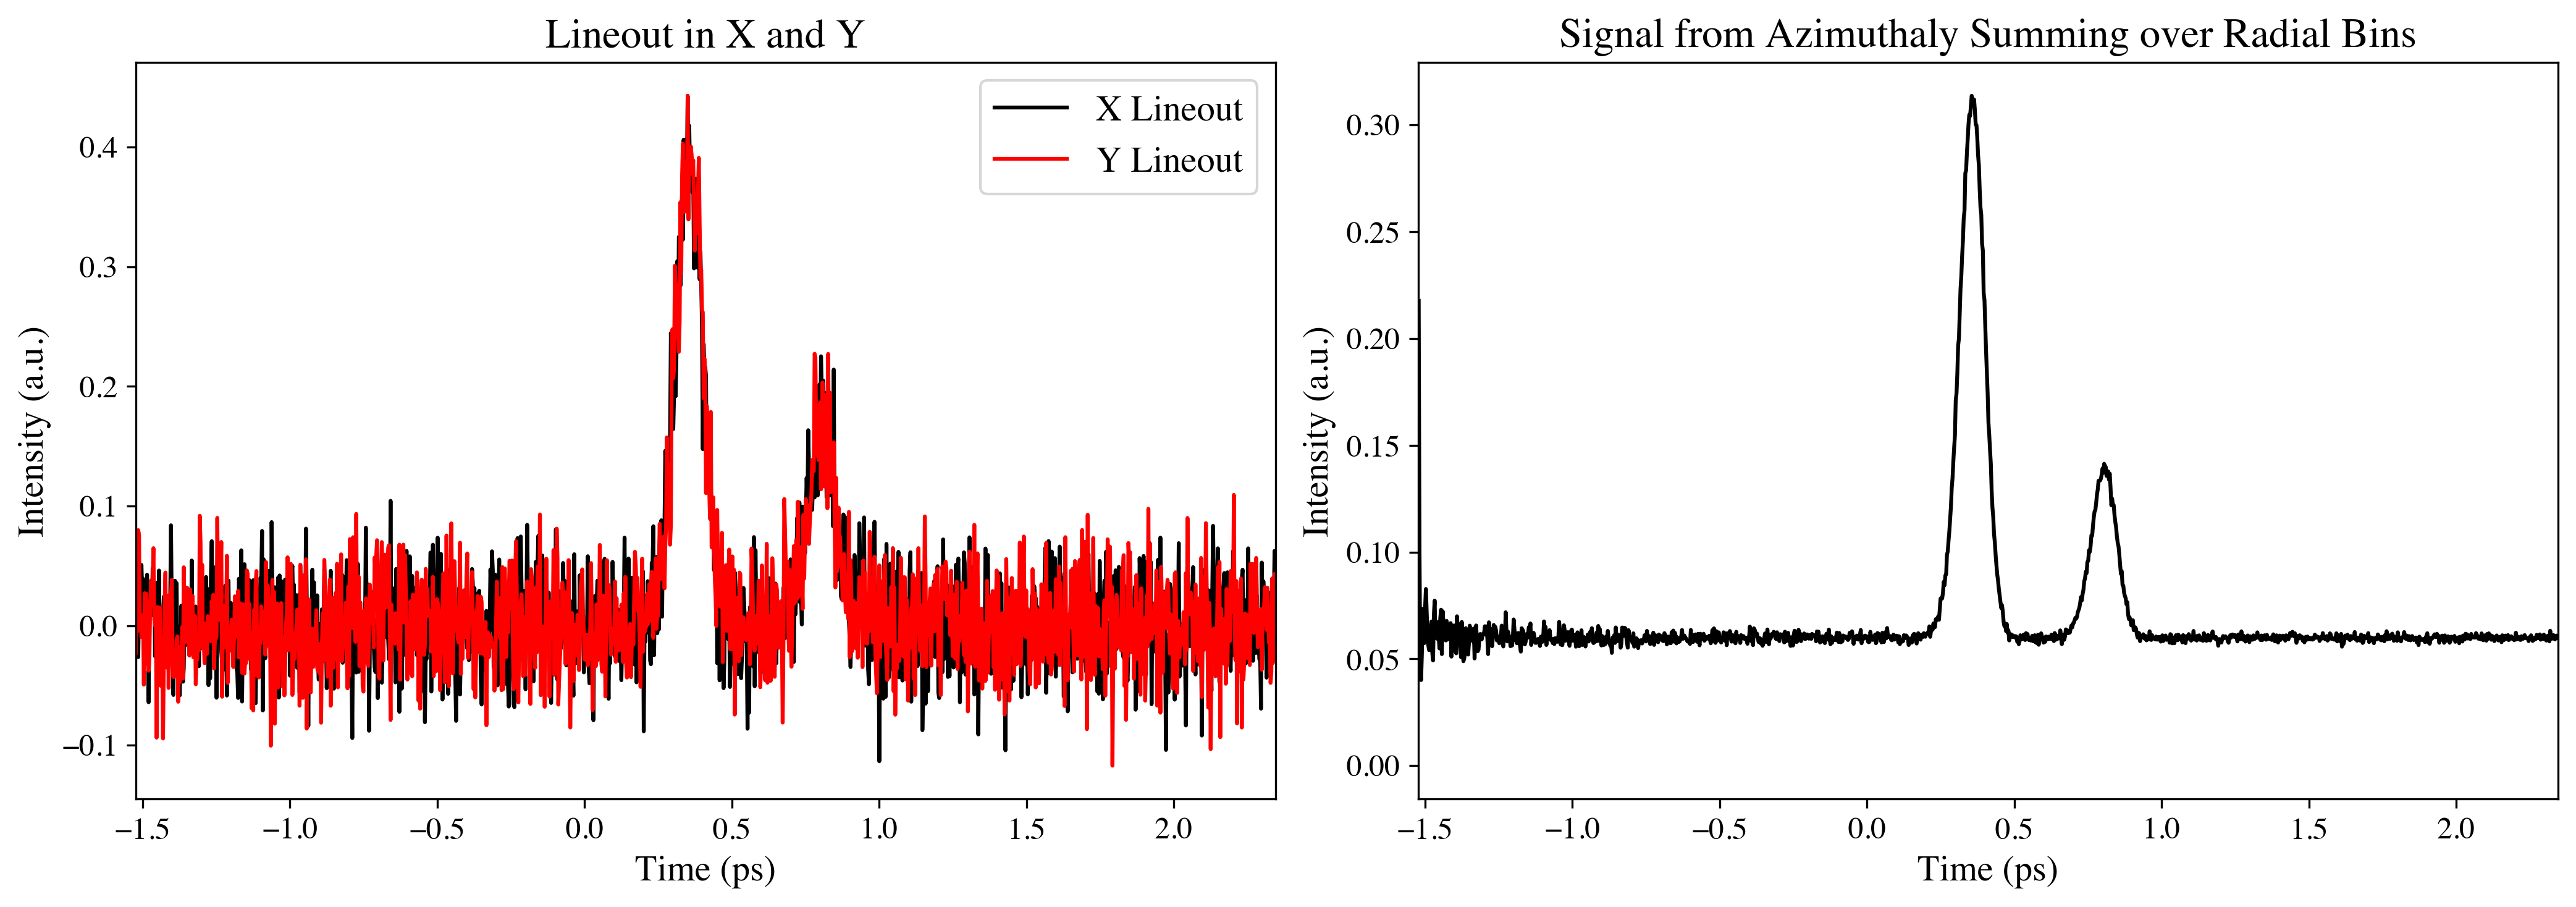 Lineout in X and Y
X Lineout
Y Lineout
Intensity (a.u.)
0.4
0.3
0.2
0.1
0.0
−0.1
−1.5 −1.0 −0.5 0.0 0.5 1.0 1.5 2.0
Time (ps)
Signal from Azimuthaly Summing over Radial Bins
Intensity (a.u.)
0.30
0.25
0.20
0.15
0.10
0.05
0.00
−1.5 −1.0 −0.5 0.0 0.5 1.0 1.5 2.0
Time (ps)